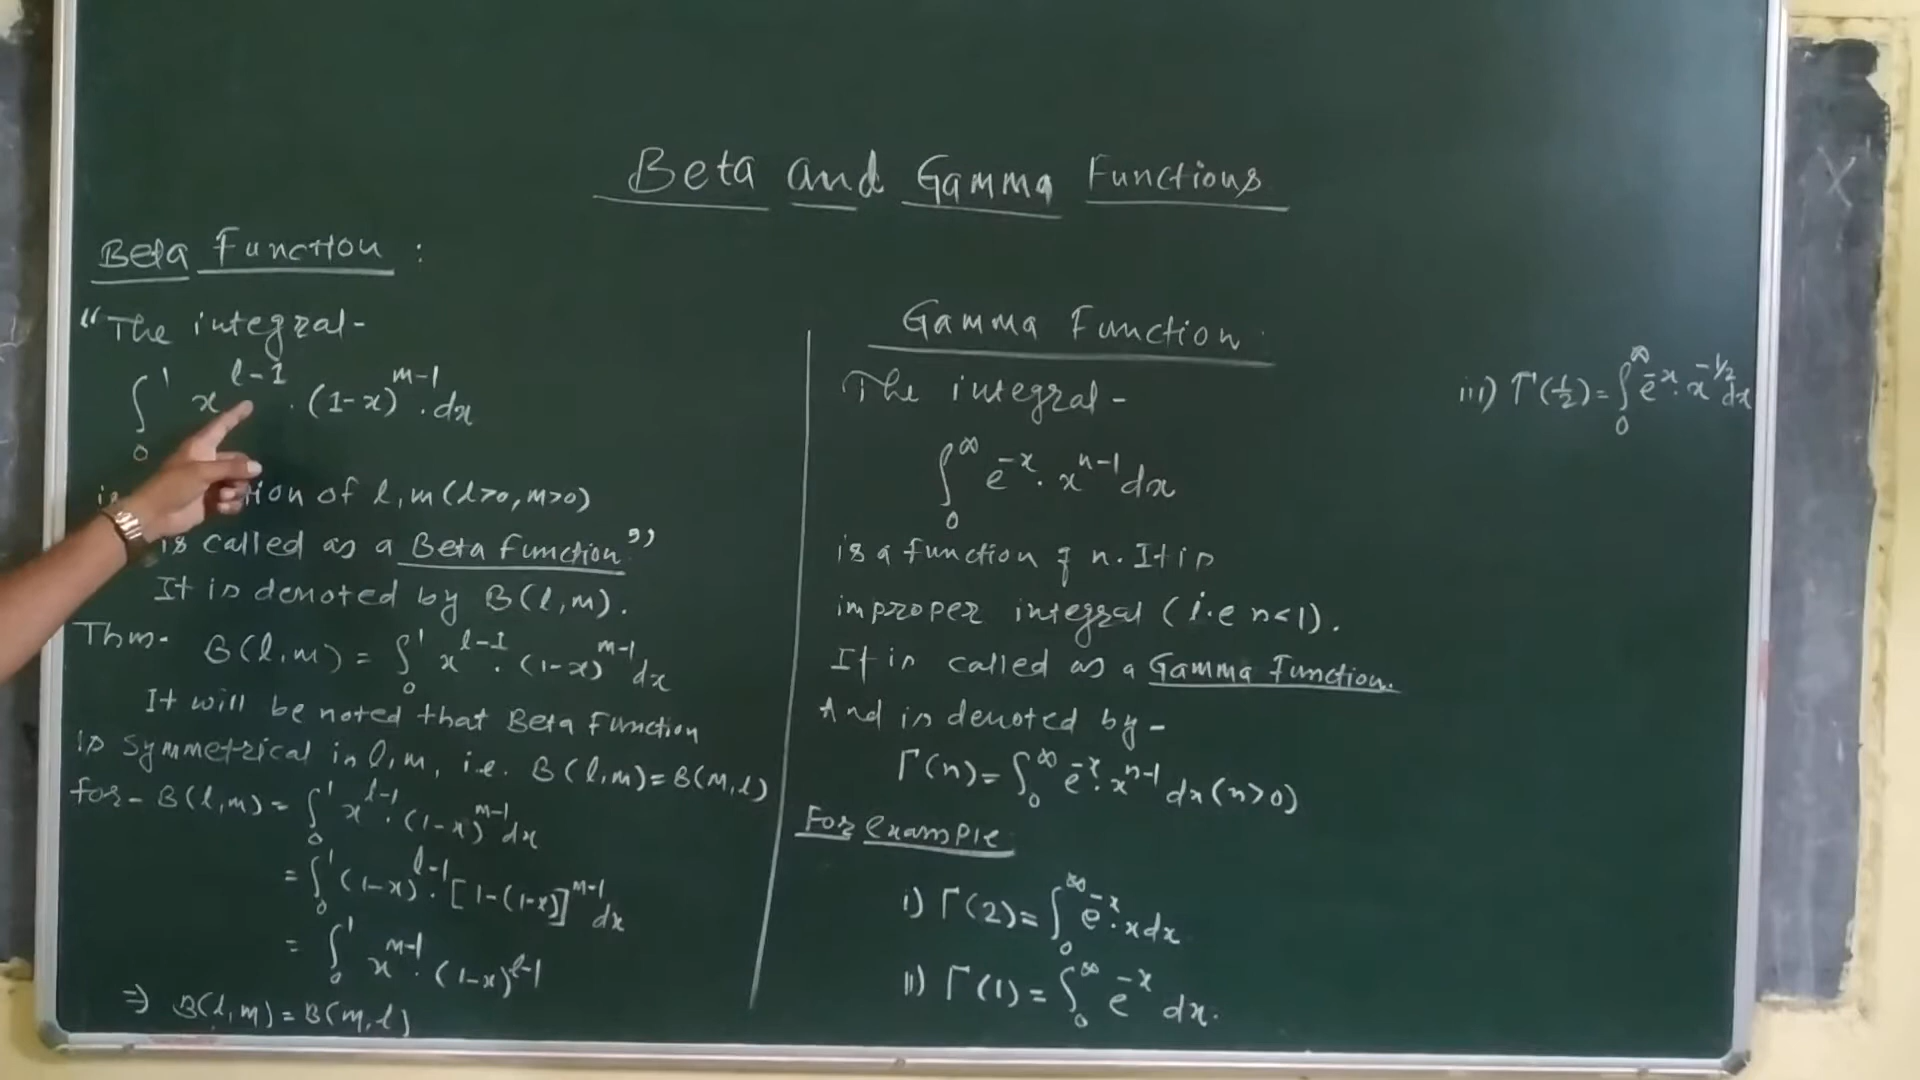 Beta and Gamma Functions
Beta Function :
“The integral-
∫₀¹ x^{l-1} . (1-x)^{m-1} . dx
is ion of l, m (l>0, m>0)
is called as a Beta Function”
It is denoted by B(l,m).
Thus- B(l,m) = ∫₀¹ x^{l-1} . (1-x)^{m-1} dx
It will be noted that Beta Function
is symmetrical in l,m, i.e. B(l,m)=B(m,l)
for- B(l,m) = ∫₀¹ x^{l-1} . (1-x)^{m-1} dx
= ∫₀¹ (1-x)^{l-1} . [1-(1-x)]^{m-1} dx
= ∫₀¹ x^{m-1} . (1-x)^{l-1}
⇒ B(l,m) = B(m,l)
Gamma Function
The integral-
∫₀^∞ e^{-x} . x^{n-1} dx
is a function of n. It is
improper integral (i.e n<1).
It is called as a Gamma Function.
And is denoted by-
Γ(n) = ∫₀^∞ e^{-x} . x^{n-1} dx (n>0)
For example
i) Γ(2) = ∫₀^∞ e^{-x} . x dx
ii) Γ(1) = ∫₀^∞ e^{-x} dx.
iii) Γ(1/2) = ∫₀^∞ e^{-x} . x^{-1/2} dx
X